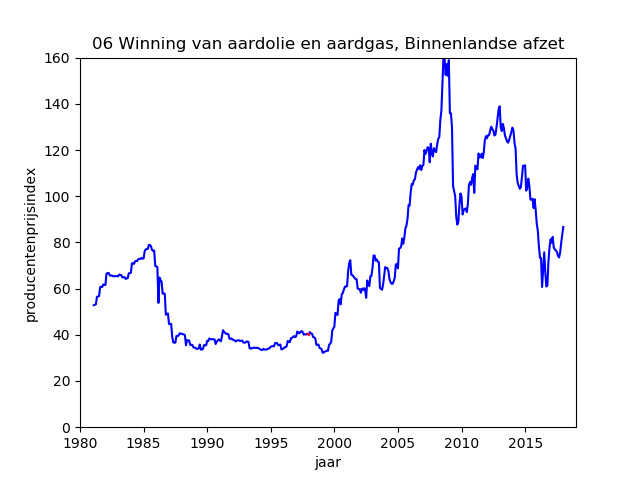 06 Winning van aardolie en aardgas, Binnenlandse afzet
160
140
120
100
80
60
40
20
0
producentenprijsindex
1980 1985 1990 1995 2000 2005 2010 2015
jaar